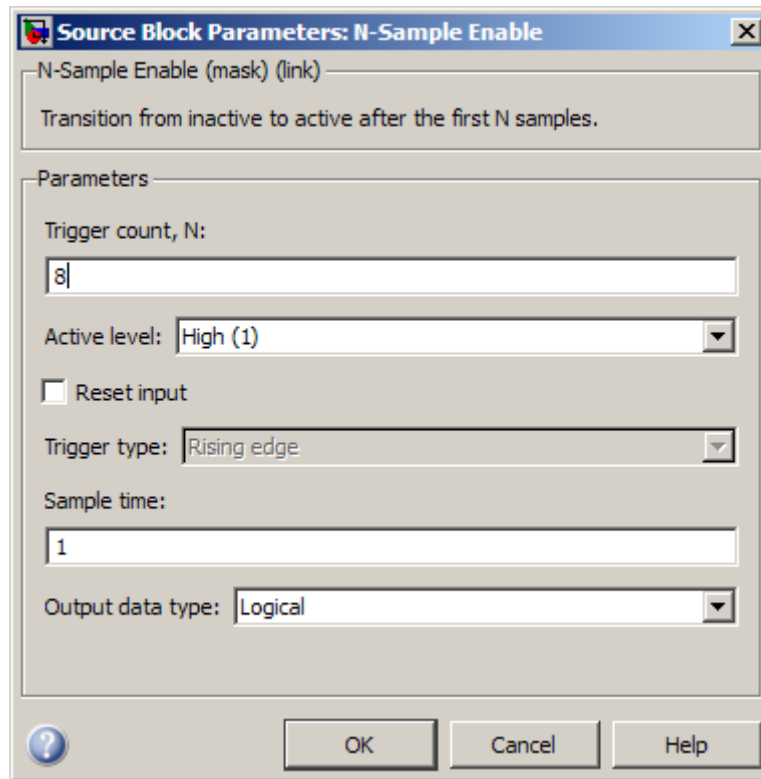 Source Block Parameters: N-Sample Enable
N-Sample Enable (mask) (link)
Transition from inactive to active after the first N samples.
Parameters
Trigger count, N:
8
Active level: High (1)
Reset input
Trigger type: Rising edge
Sample time:
1
Output data type: Logical
? OK Cancel Help